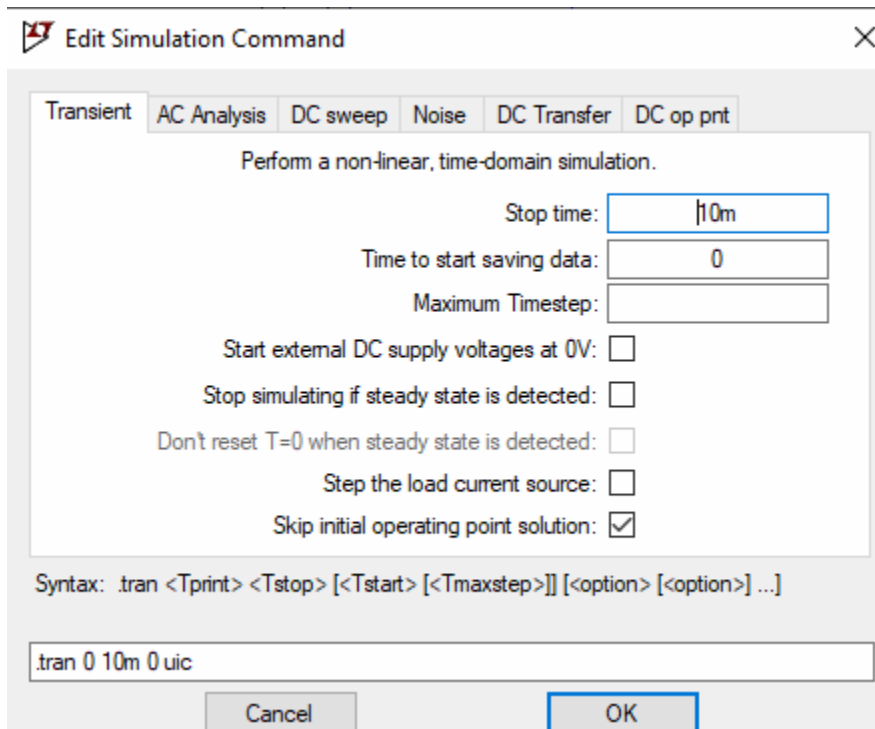 Edit Simulation Command
Transient AC Analysis DC sweep Noise DC Transfer DC op pnt
Perform a non-linear, time-domain simulation.
Stop time: 10m
Time to start saving data: 0
Maximum Timestep:
Start external DC supply voltages at 0V:
Stop simulating if steady state is detected:
Don't reset T=0 when steady state is detected:
Step the load current source:
Skip initial operating point solution:
Syntax: .tran <Tprint> <Tstop> [<Tstart> [<Tmaxstep>]] [<option> [<option>] ...]
.tran 0 10m 0 uic
Cancel OK